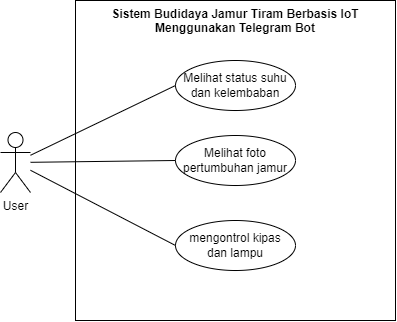 Sistem Budidaya Jamur Tiram Berbasis IoT
Menggunakan Telegram Bot
Melihat status suhu
dan kelembaban
Melihat foto
pertumbuhan jamur
User
mengontrol kipas
dan lampu